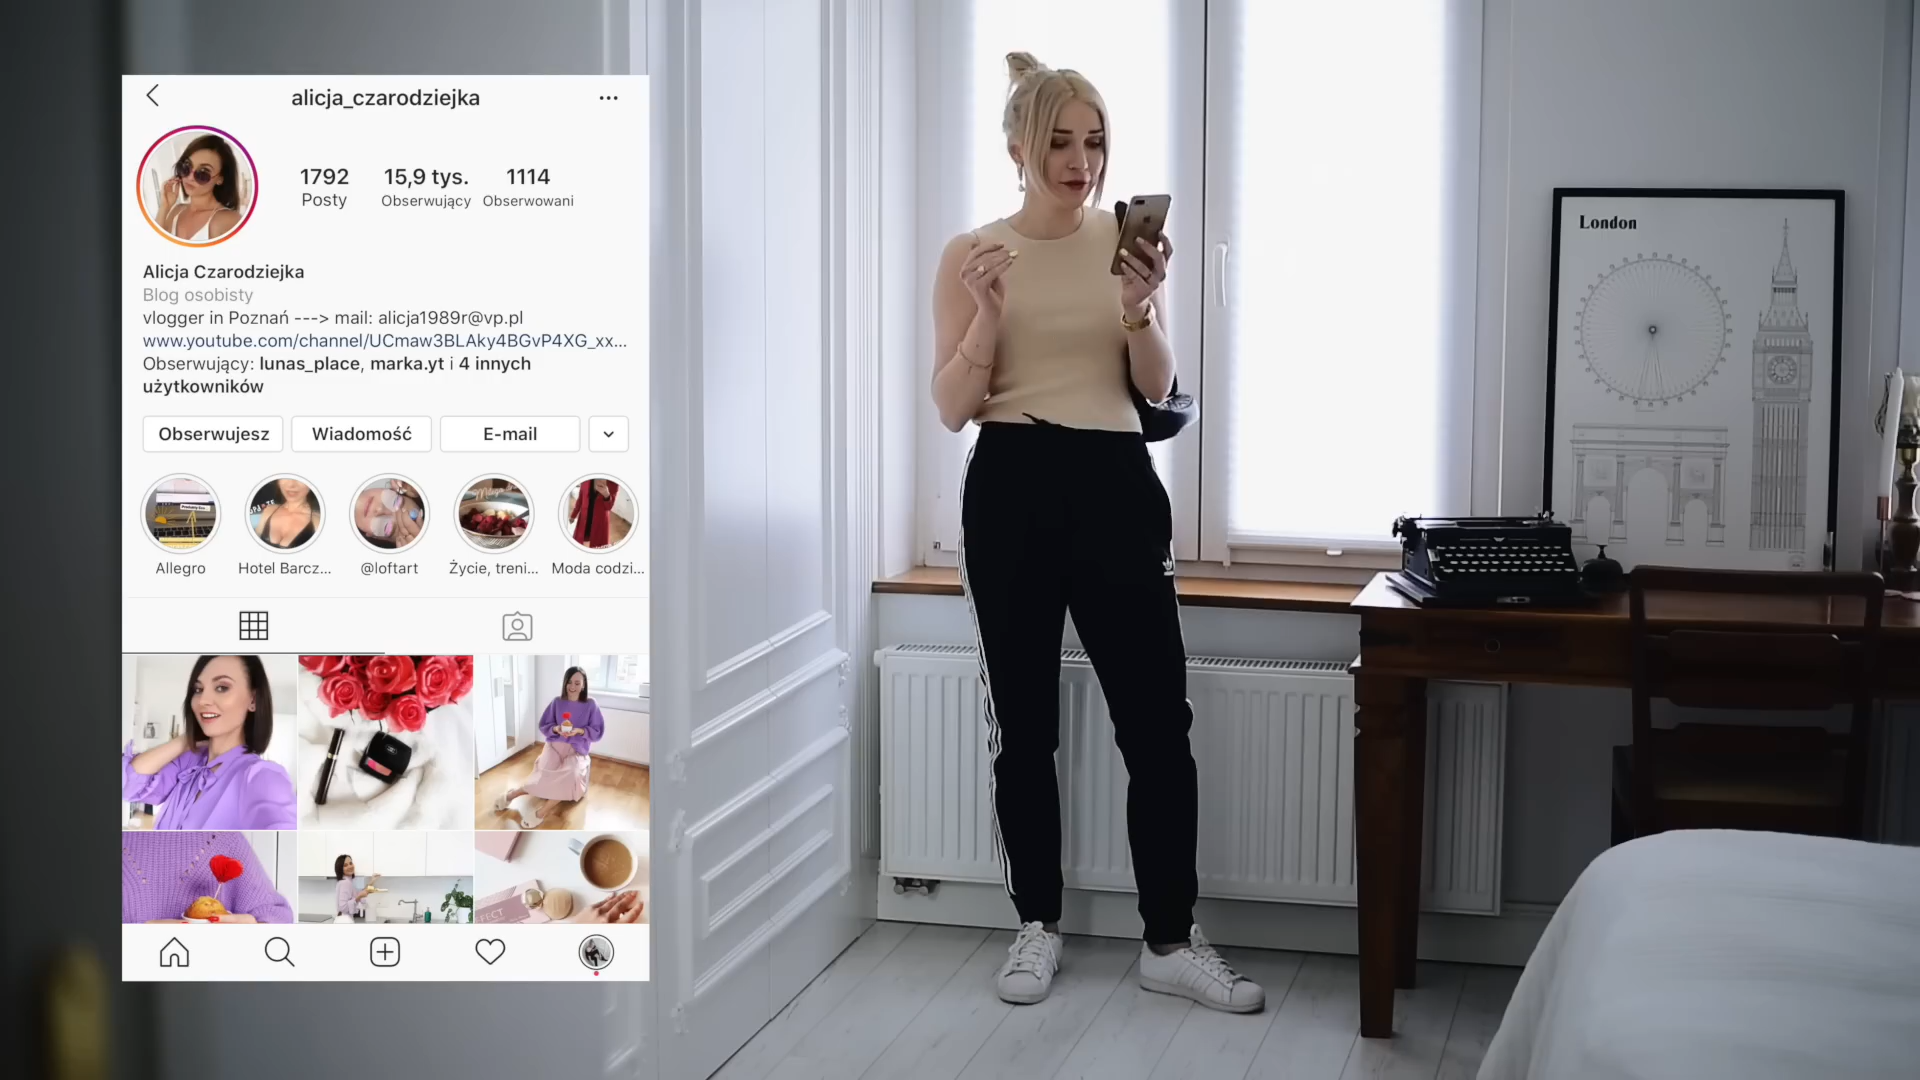 alicja_czarodziejka
1792 15,9 tys. 1114
Posty Obserwujący Obserwowani
Alicja Czarodziejka
Blog osobisty
vlogger in Poznań ---> mail: alicja1989r@vp.pl
www.youtube.com/channel/UCmaw3BLAky4BGvP4XG_xx...
Obserwujący: lunas_place, marka.yt i 4 innych
użytkowników
Obserwujesz Wiadomość E-mail
Allegro Hotel Barcz... @loftart Życie, treni... Moda codzi...
London